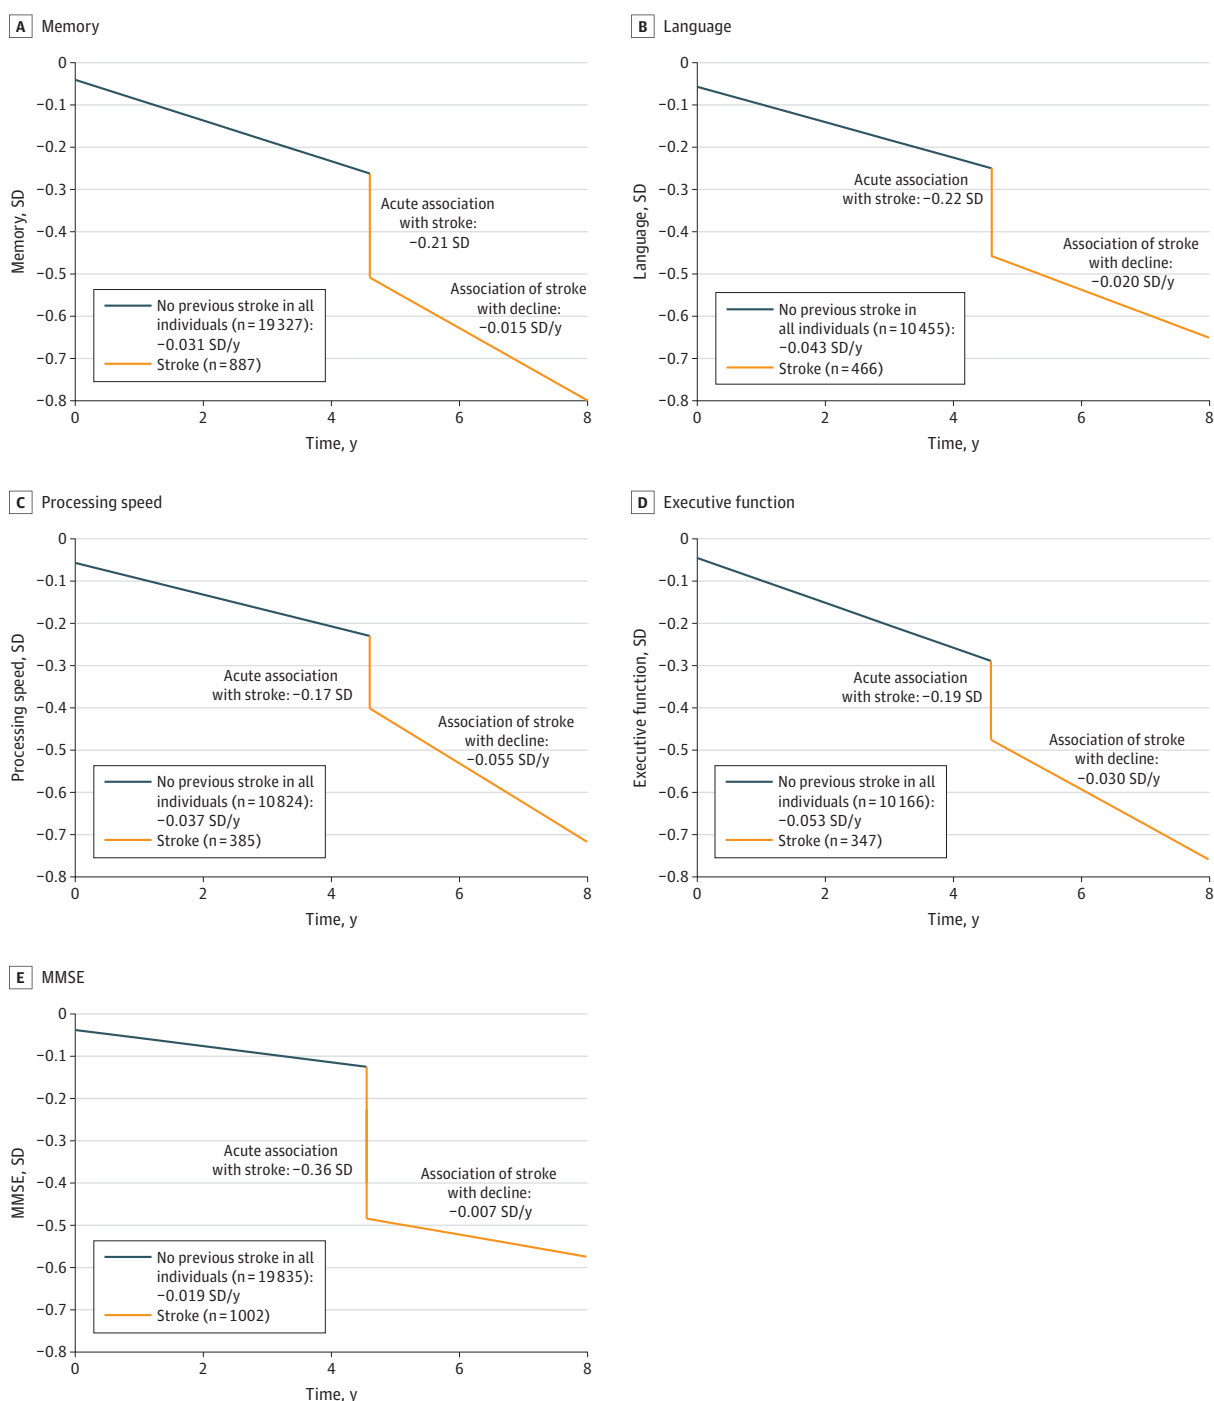 A Memory
0
−0.1
−0.2
−0.3
−0.4
−0.5
−0.6
−0.7
−0.8
Memory, SD
Acute association
with stroke:
−0.21 SD
Association of stroke
with decline:
−0.015 SD/y
No previous stroke in all
individuals (n = 19 327):
−0.031 SD/y
Stroke (n = 887)
0 2 4 6 8
Time, y
B Language
0
−0.1
−0.2
−0.3
−0.4
−0.5
−0.6
−0.7
−0.8
Language, SD
Acute association
with stroke: −0.22 SD
Association of stroke
with decline:
−0.020 SD/y
No previous stroke in
all individuals (n = 10 455):
−0.043 SD/y
Stroke (n = 466)
0 2 4 6 8
Time, y
C Processing speed
0
−0.1
−0.2
−0.3
−0.4
−0.5
−0.6
−0.7
−0.8
Processing speed, SD
Acute association
with stroke: −0.17 SD
Association of stroke
with decline:
−0.055 SD/y
No previous stroke in all
individuals (n = 10 824):
−0.037 SD/y
Stroke (n = 385)
0 2 4 6 8
Time, y
D Executive function
0
−0.1
−0.2
−0.3
−0.4
−0.5
−0.6
−0.7
−0.8
Executive function, SD
Acute association
with stroke: −0.19 SD
Association of stroke
with decline:
−0.030 SD/y
No previous stroke in all
individuals (n = 10 166):
−0.053 SD/y
Stroke (n = 347)
0 2 4 6 8
Time, y
E MMSE
0
−0.1
−0.2
−0.3
−0.4
−0.5
−0.6
−0.7
−0.8
MMSE, SD
Acute association
with stroke: −0.36 SD
Association of stroke
with decline:
−0.007 SD/y
No previous stroke in all
individuals (n = 19 835):
−0.019 SD/y
Stroke (n = 1002)
0 2 4 6 8
Time, y